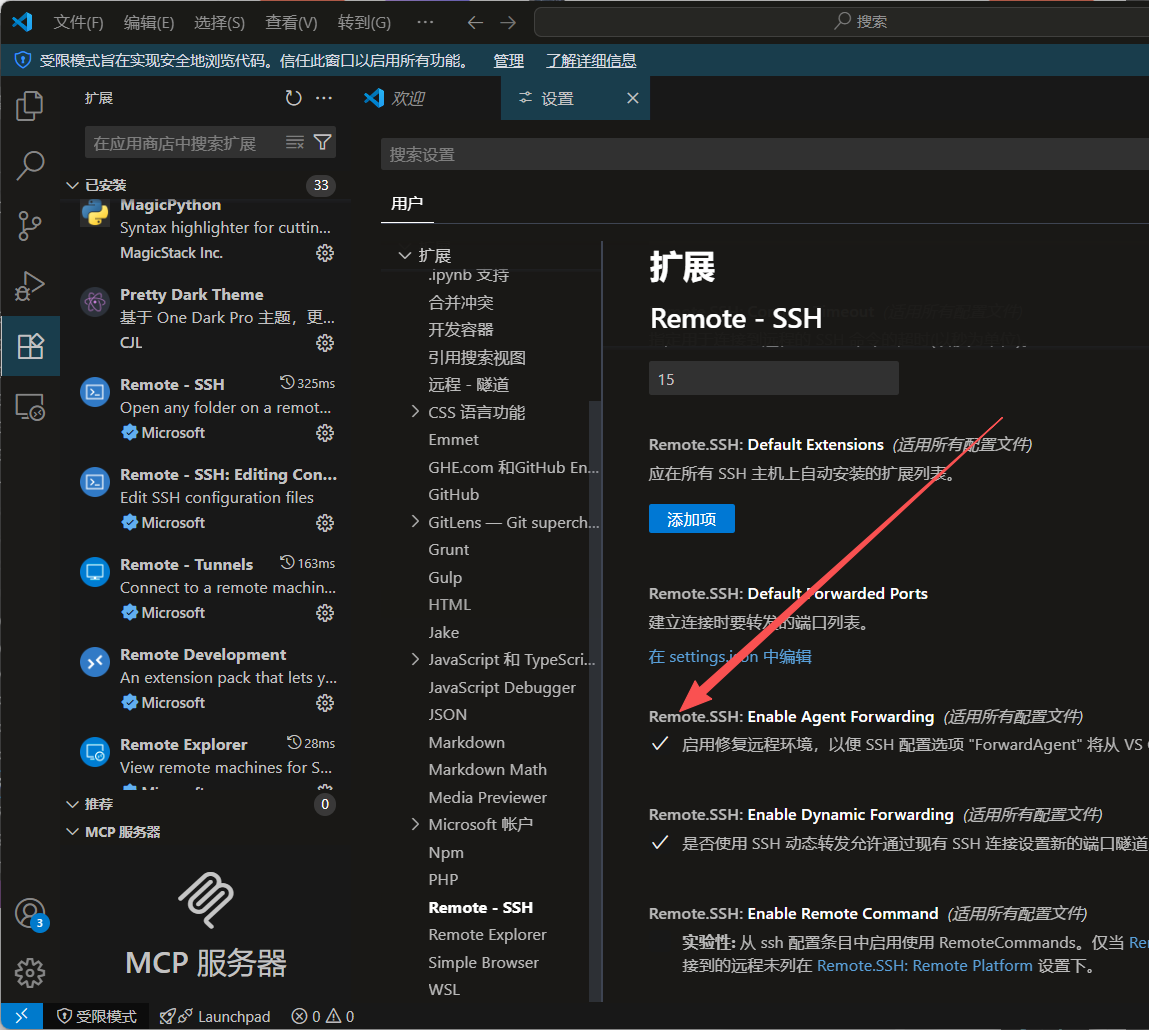 文件(F) 编辑(E) 选择(S) 查看(V) 转到(G) ··· 搜索
受限模式旨在实现安全地浏览代码。信任此窗口以启用所有功能。 管理 了解详细信息
扩展
在应用商店中搜索扩展
已安装 33
MagicPython
Syntax highlighter for cuttin...
MagicStack Inc.
Pretty Dark Theme
基于 One Dark Pro 主题，更...
CJL
Remote - SSH 325ms
Open any folder on a remot...
Microsoft
Remote - SSH: Editing Con...
Edit SSH configuration files
Microsoft
Remote - Tunnels 163ms
Connect to a remote machin...
Microsoft
Remote Development
An extension pack that lets y...
Microsoft
Remote Explorer 28ms
View remote machines for S...
Microsoft
推荐 0
MCP 服务器
MCP 服务器
3
欢迎
设置
搜索设置
用户
扩展
.ipynb 支持
合并冲突
开发容器
引用搜索视图
远程 - 隧道
CSS 语言功能
Emmet
GHE.com 和GitHub En...
GitHub
GitLens — Git superch...
Grunt
Gulp
HTML
Jake
JavaScript 和 TypeScri...
JavaScript Debugger
JSON
Markdown
Markdown Math
Media Previewer
Microsoft 帐户
Npm
PHP
Remote - SSH
Remote Explorer
Simple Browser
WSL
扩展
Remote - SSH
15
Remote.SSH: Default Extensions (适用所有配置文件)
应在所有 SSH 主机上自动安装的扩展列表。
添加项
Remote.SSH: Default Forwarded Ports
建立连接时要转发的端口列表。
在 settings.json 中编辑
Remote.SSH: Enable Agent Forwarding (适用所有配置文件)
启用修复远程环境，以便 SSH 配置选项 "ForwardAgent" 将从 VS
Remote.SSH: Enable Dynamic Forwarding (适用所有配置文件)
是否使用 SSH 动态转发允许通过现有 SSH 连接设置新的端口隧道
Remote.SSH: Enable Remote Command (适用所有配置文件)
实验性: 从 ssh 配置条目中启用使用 RemoteCommands。仅当 Re
接到的远程未列在 Remote.SSH: Remote Platform 设置下。
受限模式 Launchpad 0 0